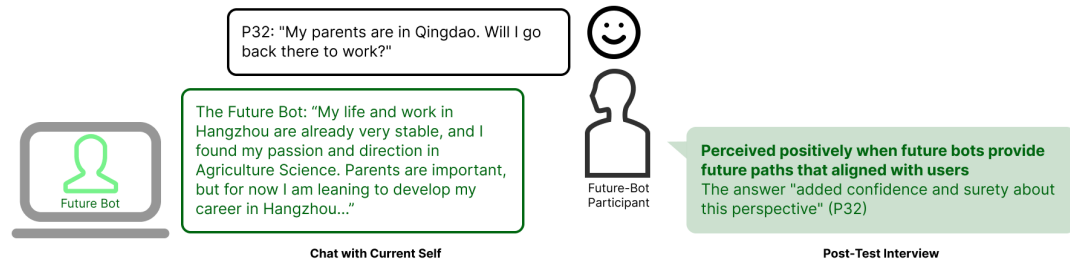 P32: "My parents are in Qingdao. Will I go
back there to work?"
The Future Bot: “My life and work in
Hangzhou are already very stable, and I
found my passion and direction in
Agriculture Science. Parents are important,
but for now I am leaning to develop my
career in Hangzhou...”
Future Bot
Future-Bot
Participant
Perceived positively when future bots provide
future paths that aligned with users
The answer "added confidence and surety about
this perspective" (P32)
Chat with Current Self
Post-Test Interview